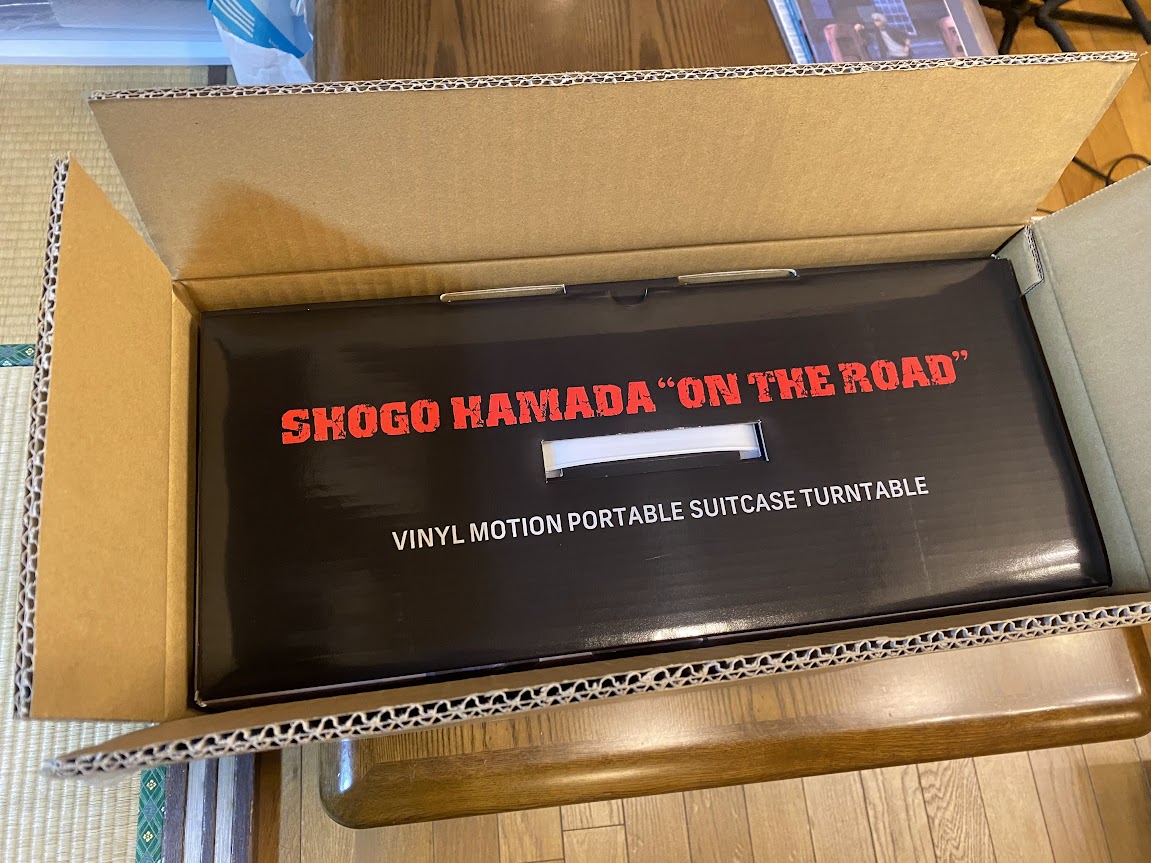 SHOGO HAMADA “ON THE ROAD”
VINYL MOTION PORTABLE SUITCASE TURNTABLE